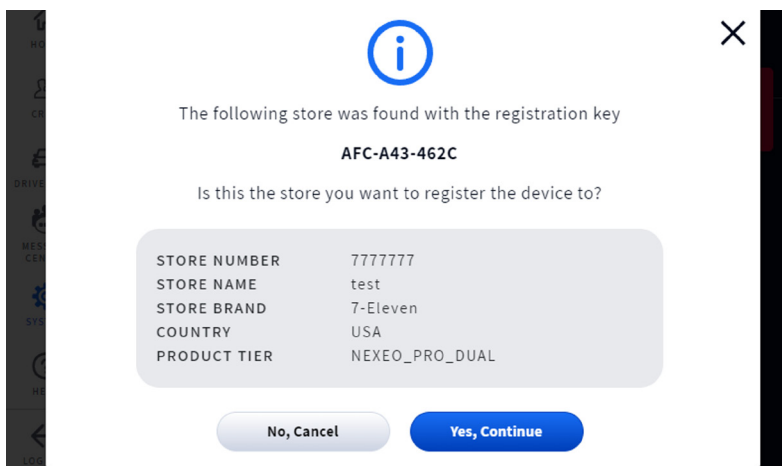 The following store was found with the registration key
AFC-A43-462C
Is this the store you want to register the device to?
STORE NUMBER 7777777
STORE NAME test
STORE BRAND 7-Eleven
COUNTRY USA
PRODUCT TIER NEXEO_PRO_DUAL
No, Cancel Yes, Continue